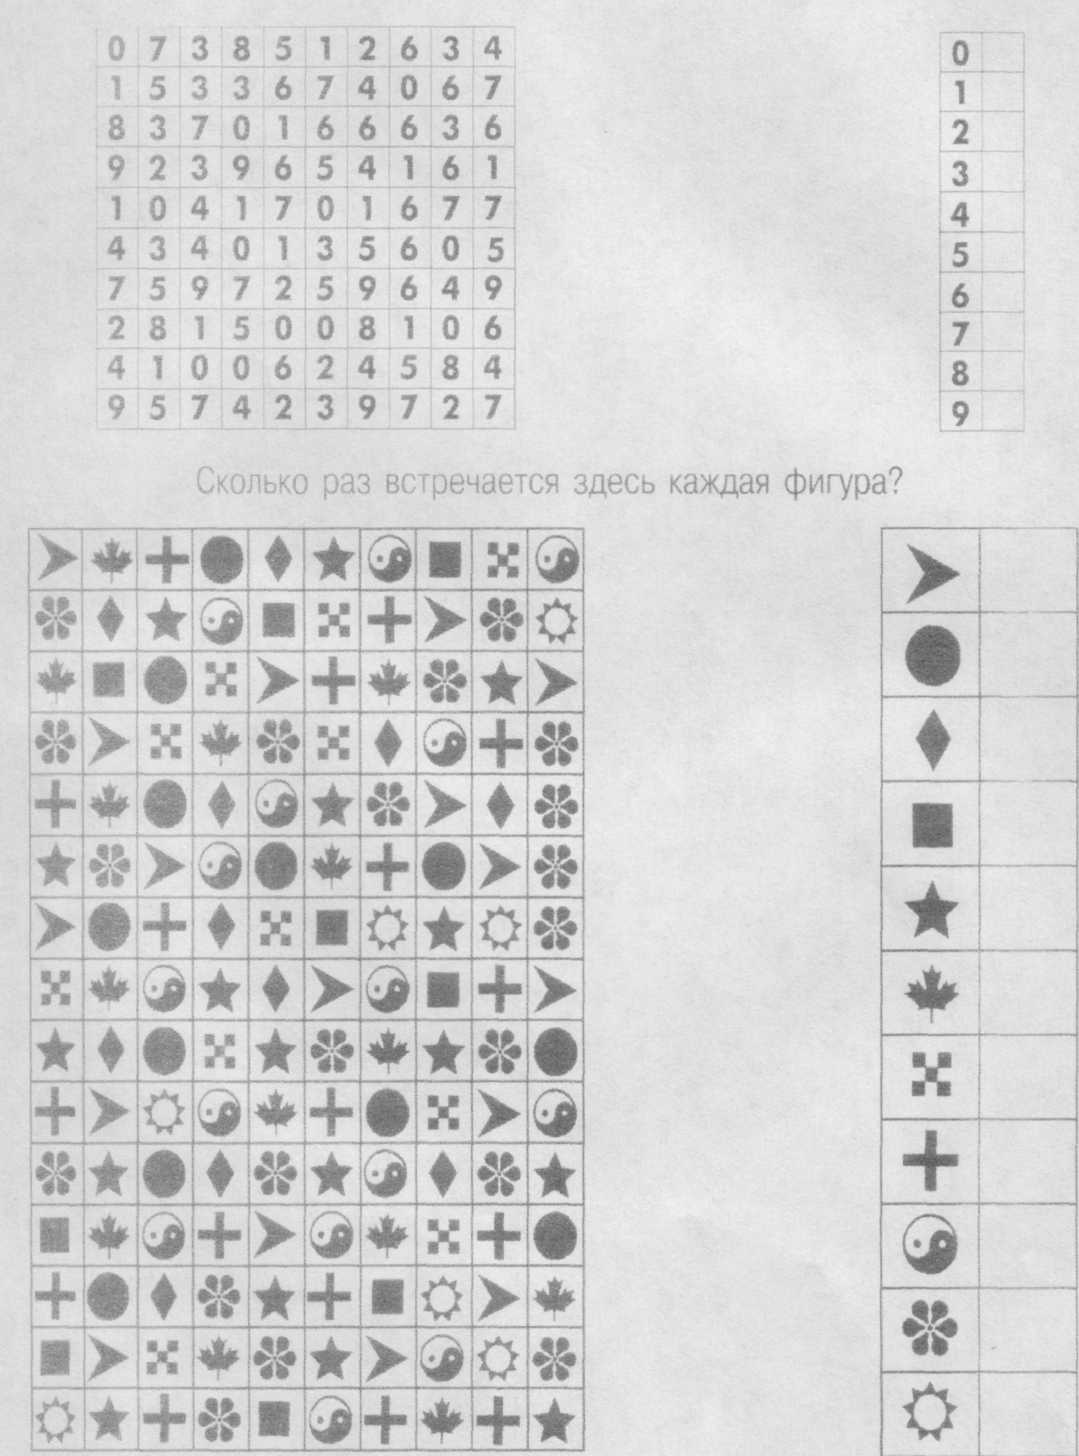 0 7 3 8 5 1 2 6 3 4
1 5 3 3 6 7 4 0 6 7
8 3 7 0 1 6 6 6 3 6
9 2 3 9 6 5 4 1 6 1
1 0 4 1 7 0 1 6 7 7
4 3 4 0 1 3 5 6 0 5
7 5 9 7 2 5 9 6 4 9
2 8 1 5 0 0 8 1 0 6
4 1 0 0 6 2 4 5 8 4
9 5 7 4 2 3 9 7 2 7
0
1
2
3
4
5
6
7
8
9
Сколько раз встречается здесь каждая фигура?